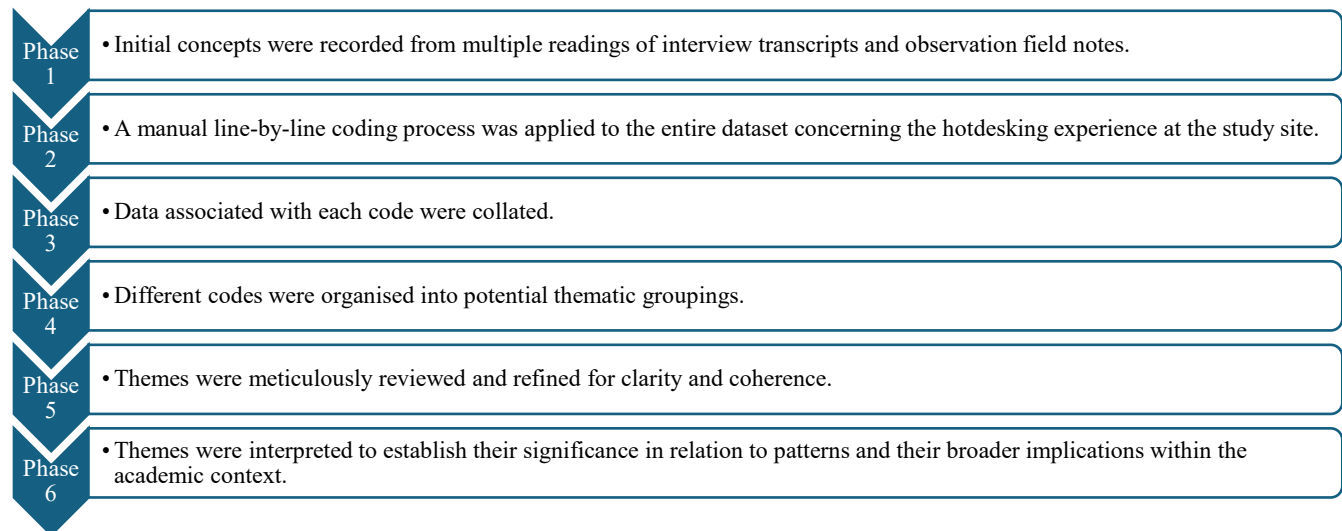 Phase
1
• Initial concepts were recorded from multiple readings of interview transcripts and observation field notes.
Phase
2
• A manual line-by-line coding process was applied to the entire dataset concerning the hotdesking experience at the study site.
Phase
3
• Data associated with each code were collated.
Phase
4
• Different codes were organised into potential thematic groupings.
Phase
5
• Themes were meticulously reviewed and refined for clarity and coherence.
Phase
6
• Themes were interpreted to establish their significance in relation to patterns and their broader implications within the
academic context.